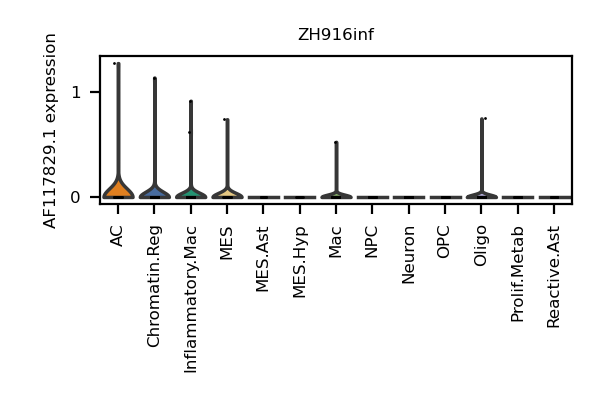 ZH916inf
AF117829.1 expression
1
0
AC
Chromatin.Reg
Inflammatory.Mac
MES
MES.Ast
MES.Hyp
Mac
NPC
Neuron
OPC
Oligo
Prolif.Metab
Reactive.Ast